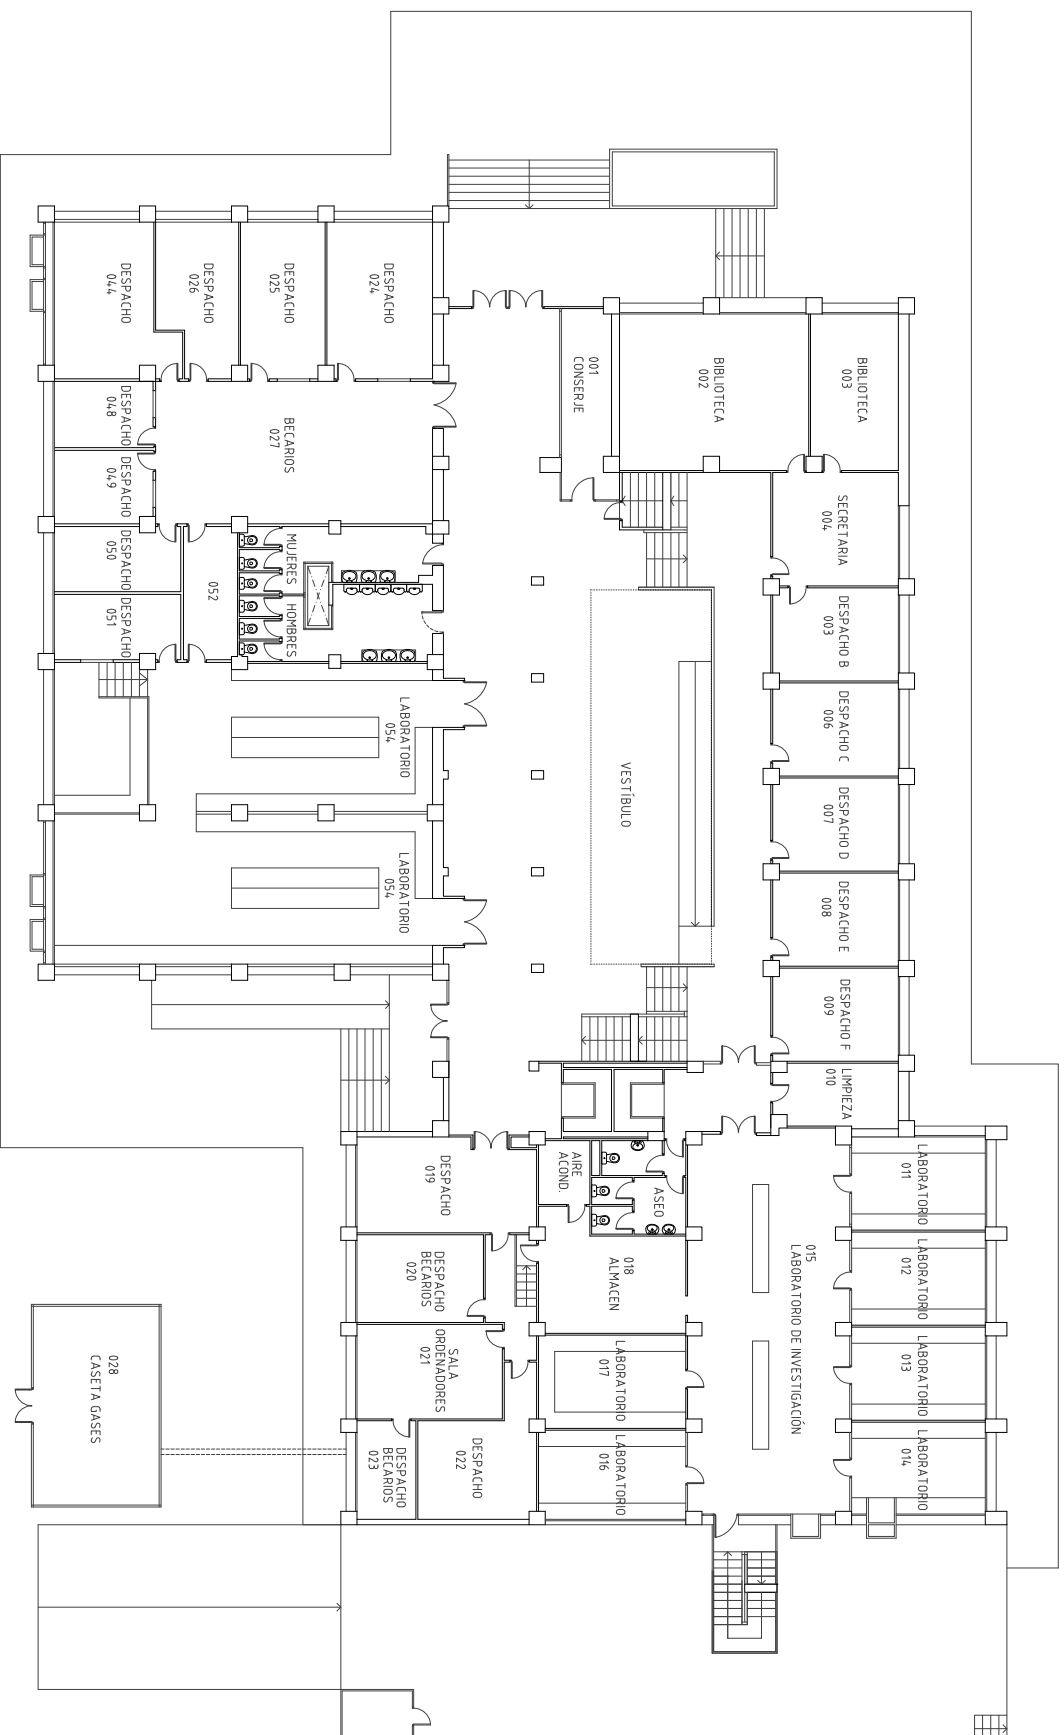 DESPACHO
044
DESPACHO
026
DESPACHO
025
DESPACHO
024
DESPACHO
048
DESPACHO
049
BECARIOS
027
DESPACHO
050
DESPACHO
051
052
MUJERES
HOMBRES
LABORATORIO
054
LABORATORIO
054
001
CONSERJE
BIBLIOTECA
002
BIBLIOTECA
003
SECRETARIA
004
DESPACHO B
003
DESPACHO C
006
DESPACHO D
007
DESPACHO E
008
DESPACHO F
009
LIMPIEZA
010
VESTÍBULO
LABORATORIO
011
LABORATORIO
012
LABORATORIO
013
LABORATORIO
014
015
LABORATORIO DE INVESTIGACIÓN
AIRE
ACOND.
ASEO
018
ALMACEN
LABORATORIO
017
LABORATORIO
016
DESPACHO
019
DESPACHO
BECARIOS
020
SALA
ORDENADORES
021
DESPACHO
022
DESPACHO
BECARIOS
023
028
CASETA GASES